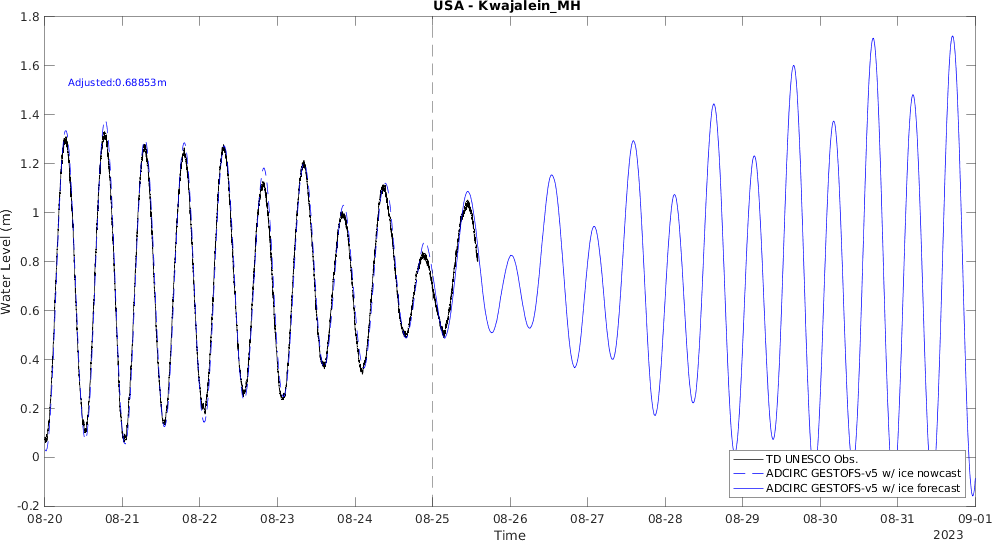 USA - Kwajalein_MH
Adjusted:0.68853m
Water Level (m)
1.8
1.6
1.4
1.2
1
0.8
0.6
0.4
0.2
0
-0.2
TD UNESCO Obs.
ADCIRC GESTOFS-v5 w/ ice nowcast
ADCIRC GESTOFS-v5 w/ ice forecast
08-20 08-21 08-22 08-23 08-24 08-25 08-26 08-27 08-28 08-29 08-30 08-31 09-01
Time
2023